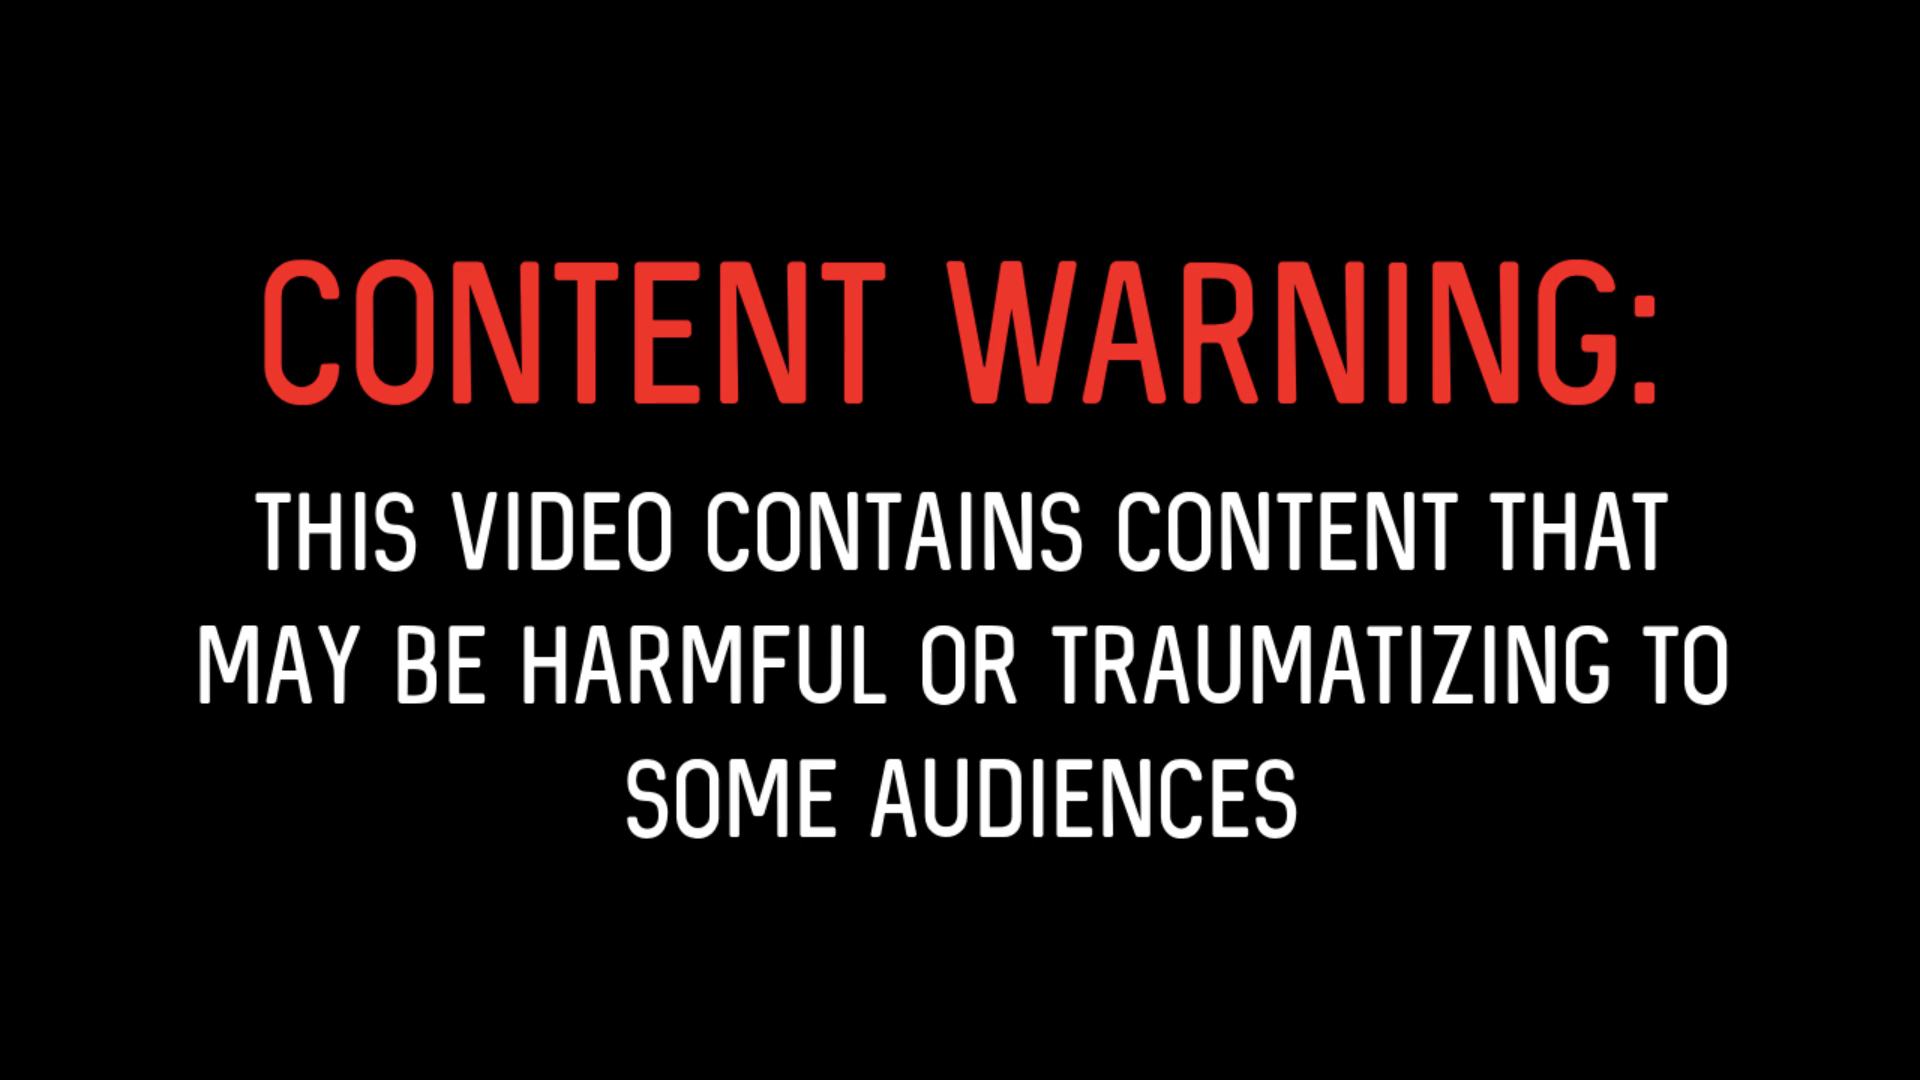 CONTENT WARNING:
THIS VIDEO CONTAINS CONTENT THAT
MAY BE HARMFUL OR TRAUMATIZING TO
SOME AUDIENCES